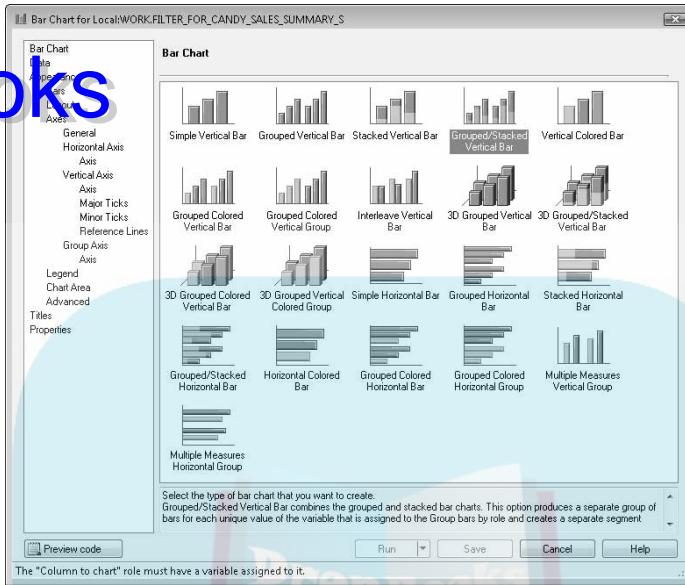 Bar Chart for Local:WORK.FILTER_FOR_CANDY_SALES_SUMMARY_S
Bar Chart
Axes
General
Horizontal Axis
Axis
Vertical Axis
Axis
Major Ticks
Minor Ticks
Reference Lines
Group Axis
Axis
Legend
Chart Area
Advanced
Titles
Properties
oks
Bar Chart
Simple Vertical Bar Grouped Vertical Bar Stacked Vertical Bar Grouped/Stacked Vertical Colored Bar
Vertical Bar
Grouped Colored Grouped Colored Interleave Vertical 3D Grouped Vertical 3D Grouped/Stacked
Vertical Bar Vertical Group Bar Bar Vertical Bar
3D Grouped Colored 3D Grouped Vertical Simple Horizontal Bar Grouped Horizontal Stacked Horizontal
Vertical Bar Colored Group Bar Bar
Grouped/Stacked Horizontal Colored Grouped Colored Grouped Colored Multiple Measures
Horizontal Bar Bar Horizontal Bar Horizontal Group Vertical Group
Multiple Measures
Horizontal Group
Select the type of bar chart that you want to create.
Grouped/Stacked Vertical Bar combines the grouped and stacked bar charts. This option produces a separate group of
bars for each unique value of the variable that is assigned to the Group bars by role and creates a separate segment
Preview code Run Save Cancel Help
The "Column to chart" role must have a variable assigned to it.